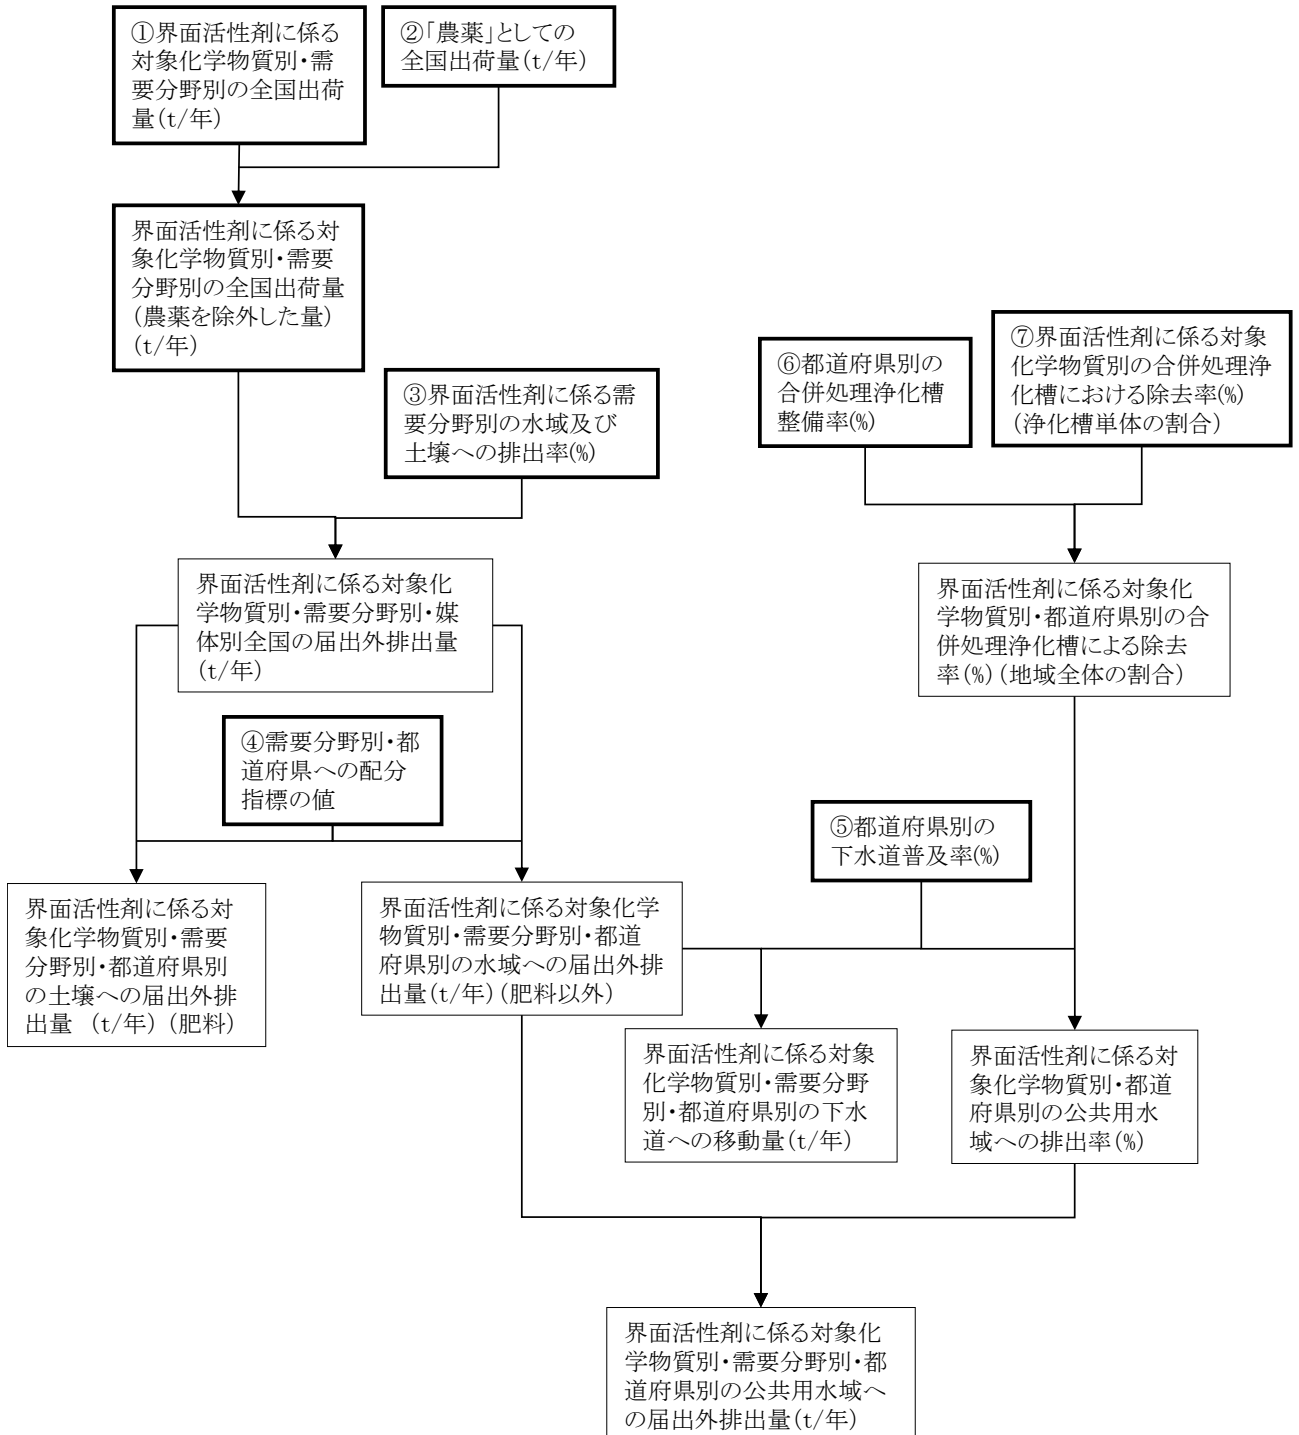 ①界面活性剤に係る
対象化学物質別・需
要分野別の全国出荷
量(t/年)
②「農薬」としての
全国出荷量(t/年)
界面活性剤に係る対
象化学物質別・需要
分野別の全国出荷量
(農薬を除外した量)
(t/年)
③界面活性剤に係る需
要分野別の水域及び
土壌への排出率(%)
⑥都道府県別の
合併処理浄化槽
整備率(%)
⑦界面活性剤に係る対象
化学物質別の合併処理浄
化槽における除去率(%)
(浄化槽単体の割合)
界面活性剤に係る対象化
学物質別・需要分野別・媒
体別全国の届出外排出量
(t/年)
界面活性剤に係る対象化
学物質別・都道府県別の合
併処理浄化槽による除去
率(%)(地域全体の割合)
④需要分野別・都
道府県への配分
指標の値
⑤都道府県別の
下水道普及率(%)
界面活性剤に係る対
象化学物質別・需要
分野別・都道府県別
の土壌への届出外排
出量 (t/年)(肥料)
界面活性剤に係る対象化学
物質別・需要分野別・都道
府県別の水域への届出外排
出量(t/年)(肥料以外)
界面活性剤に係る対象
化学物質別・需要分野
別・都道府県別の下水
道への移動量(t/年)
界面活性剤に係る対
象化学物質別・都道
府県別の公共用水
域への排出率(%)
界面活性剤に係る対象化
学物質別・需要分野別・都
道府県別の公共用水域へ
の届出外排出量(t/年)